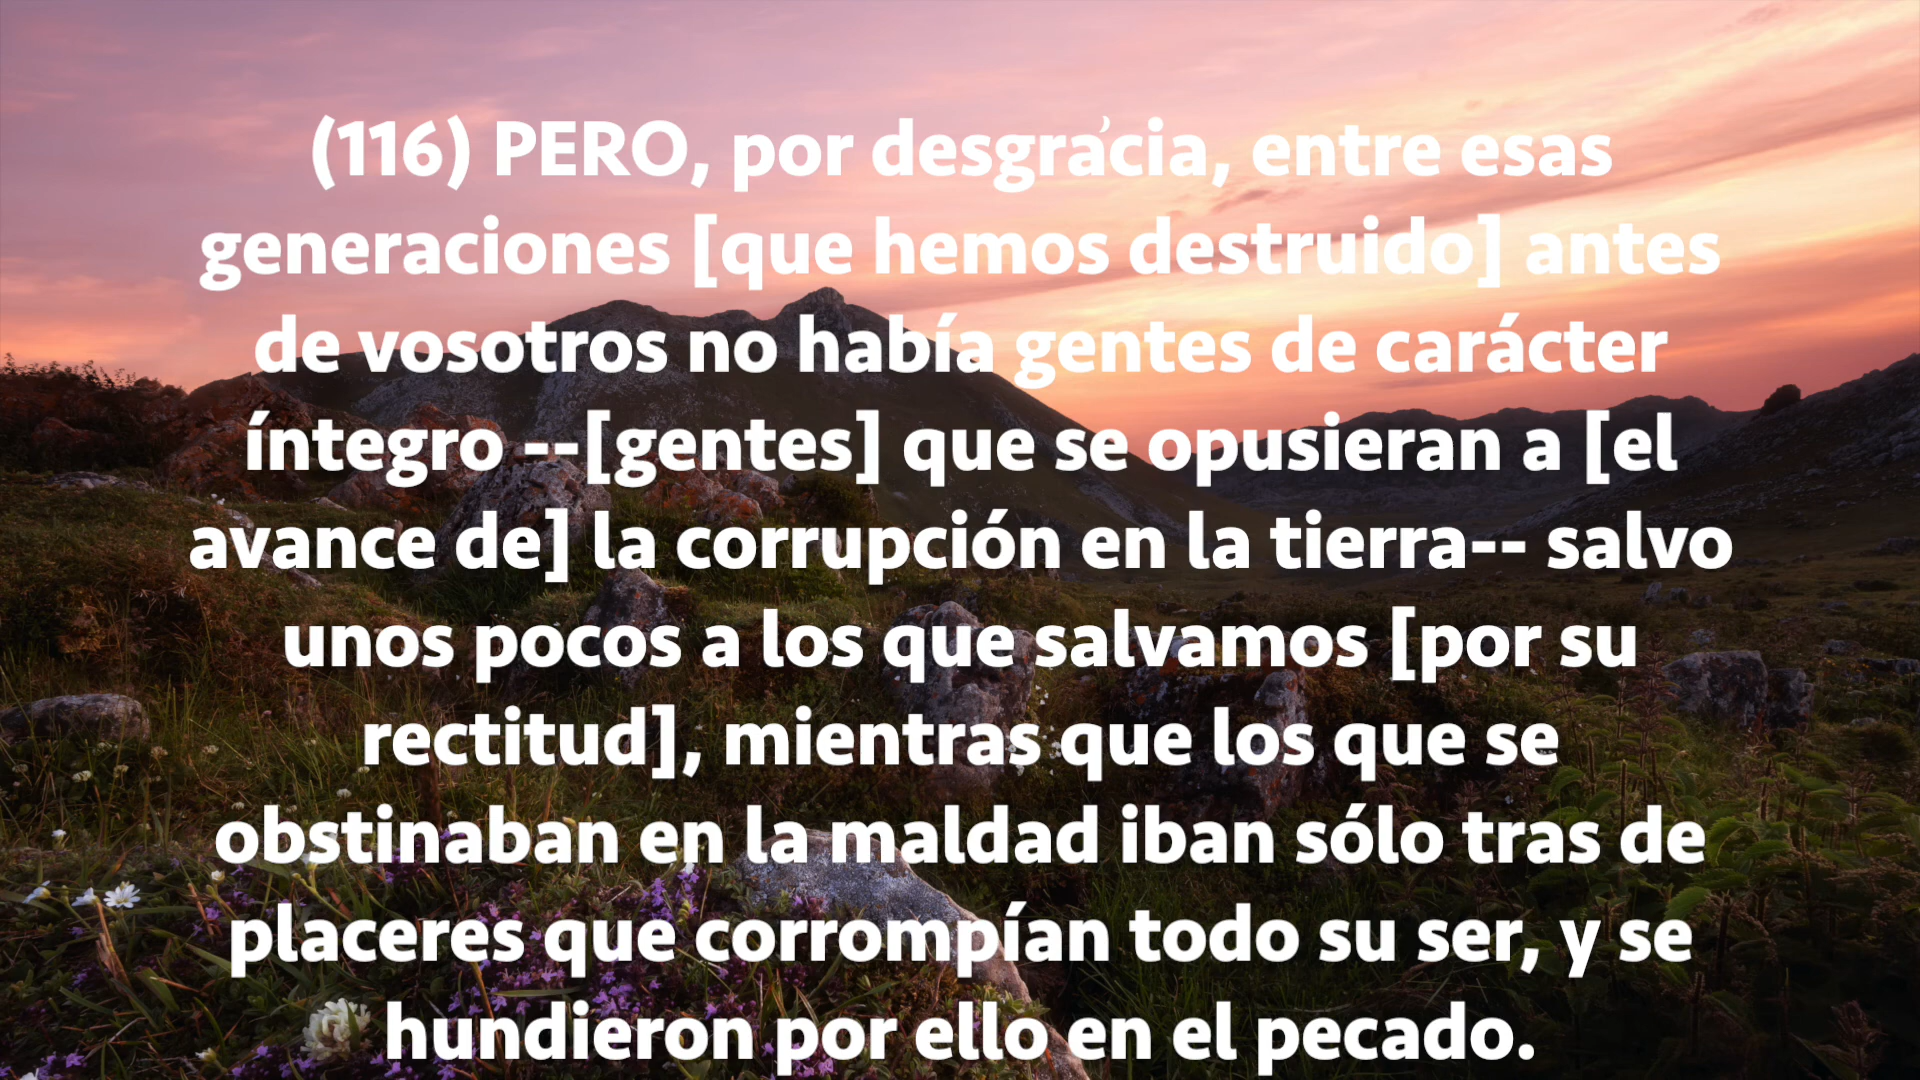 (116) PERO, por desgrácia, entre esas
generaciones [que hemos destruido] antes
de vosotros no había gentes de carácter
íntegro --[gentes] que se opusieran a [el
avance de] la corrupción en la tierra-- salvo
unos pocos a los que salvamos [por su
rectitud], mientras que los que se
obstinaban en la maldad iban sólo tras de
placeres que corrompían todo su ser, y se
hundieron por ello en el pecado.